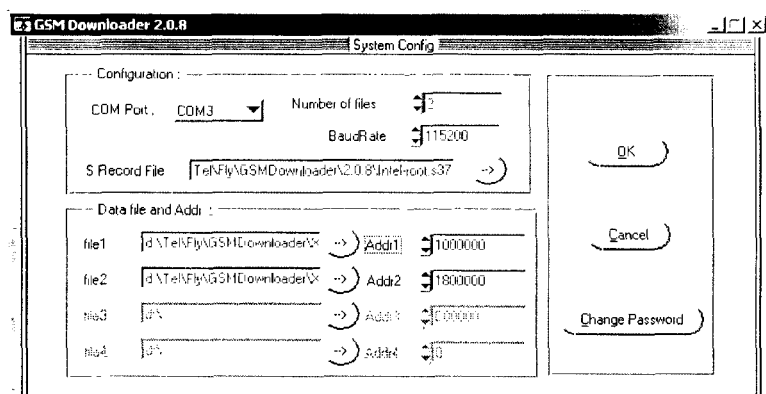 GSM Downloader 2.0.8
System Config
Configuration :
COM Port : COM3 Number of files 2
BaudRate 115200
S Record File Tel\Fly\GSMDownloader\2.0.8\Intel-root.s37 -->
OK
Data file and Addr :
file1 d:\Tel\Fly\GSMDownloader\X --> Addr1 1000000
Cancel
file2 d:\Tel\Fly\GSMDownloader\X --> Addr2 1800000
file3 d:\ --> Addr3
Change Password
file4 d:\ --> Addr4 0